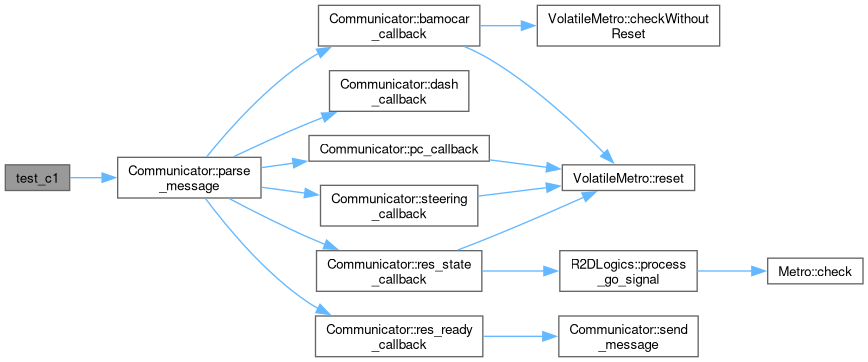 test_c1
Communicator::parse
_message
Communicator::bamocar
_callback
Communicator::dash
_callback
Communicator::pc_callback
Communicator::steering
_callback
Communicator::res_state
_callback
Communicator::res_ready
_callback
VolatileMetro::checkWithout
Reset
VolatileMetro::reset
R2DLogics::process
_go_signal
Communicator::send
_message
Metro::check